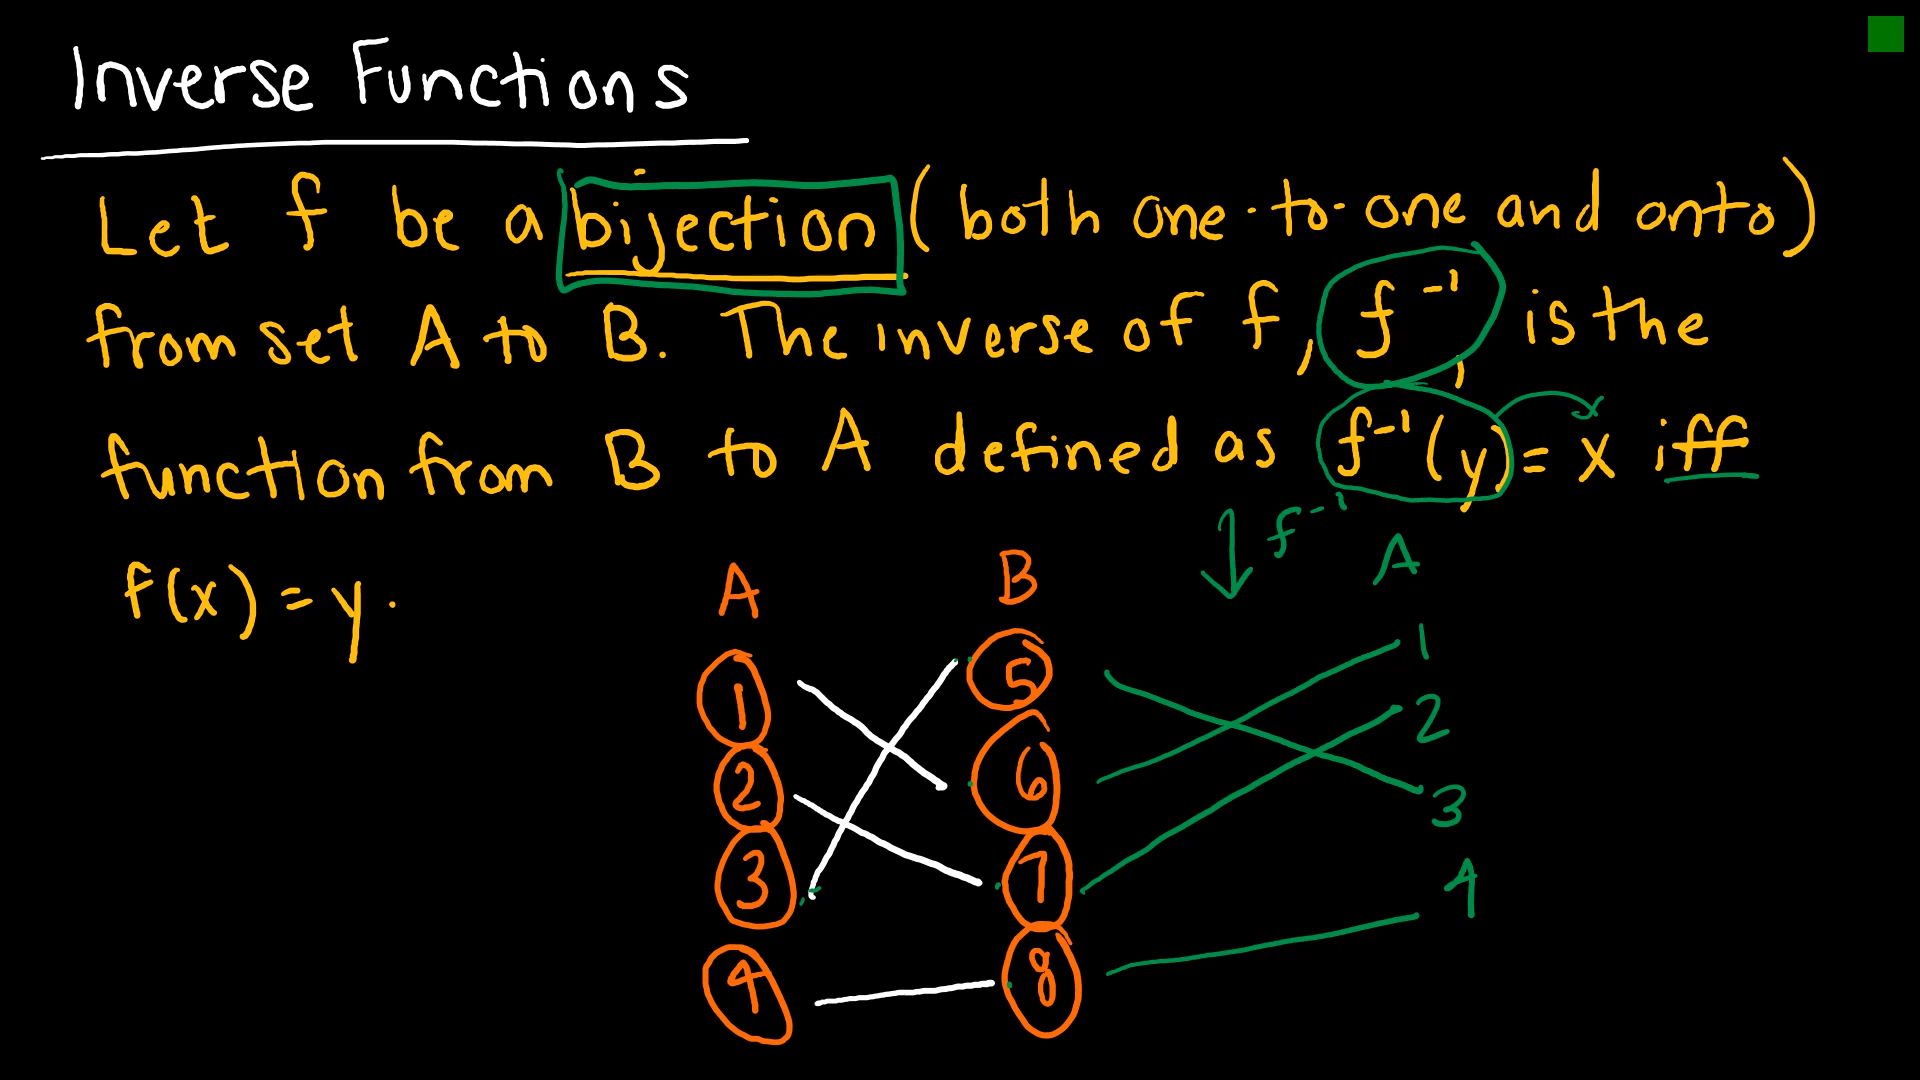 Inverse Functions
Let f be a bijection (both one-to-one and onto)
from set A to B. The inverse of f, f⁻¹, is the
function from B to A defined as f⁻¹(y) = x iff
f(x) = y.
f⁻¹
A B A
1 5 1
2 6 2
3 7 3
4 8 4